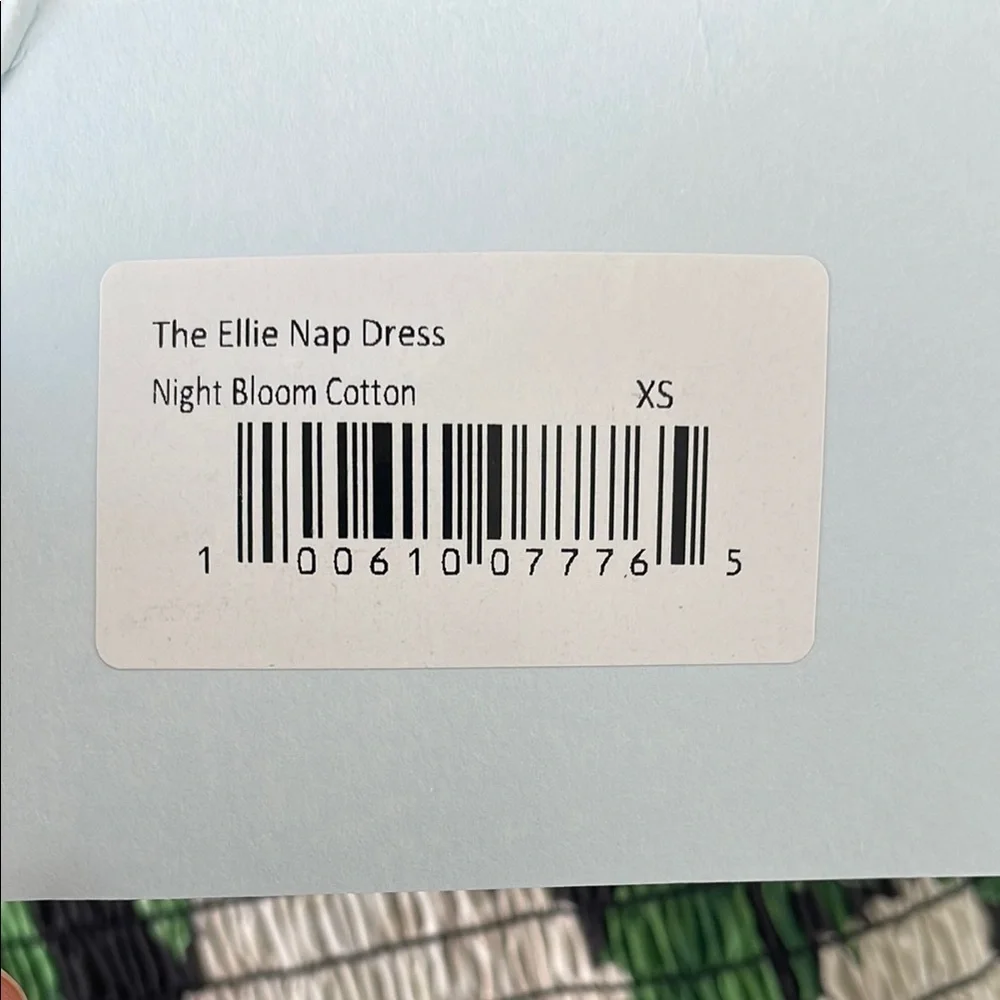 The Ellie Nap Dress
Night Bloom Cotton XS
1 00610 07776 5